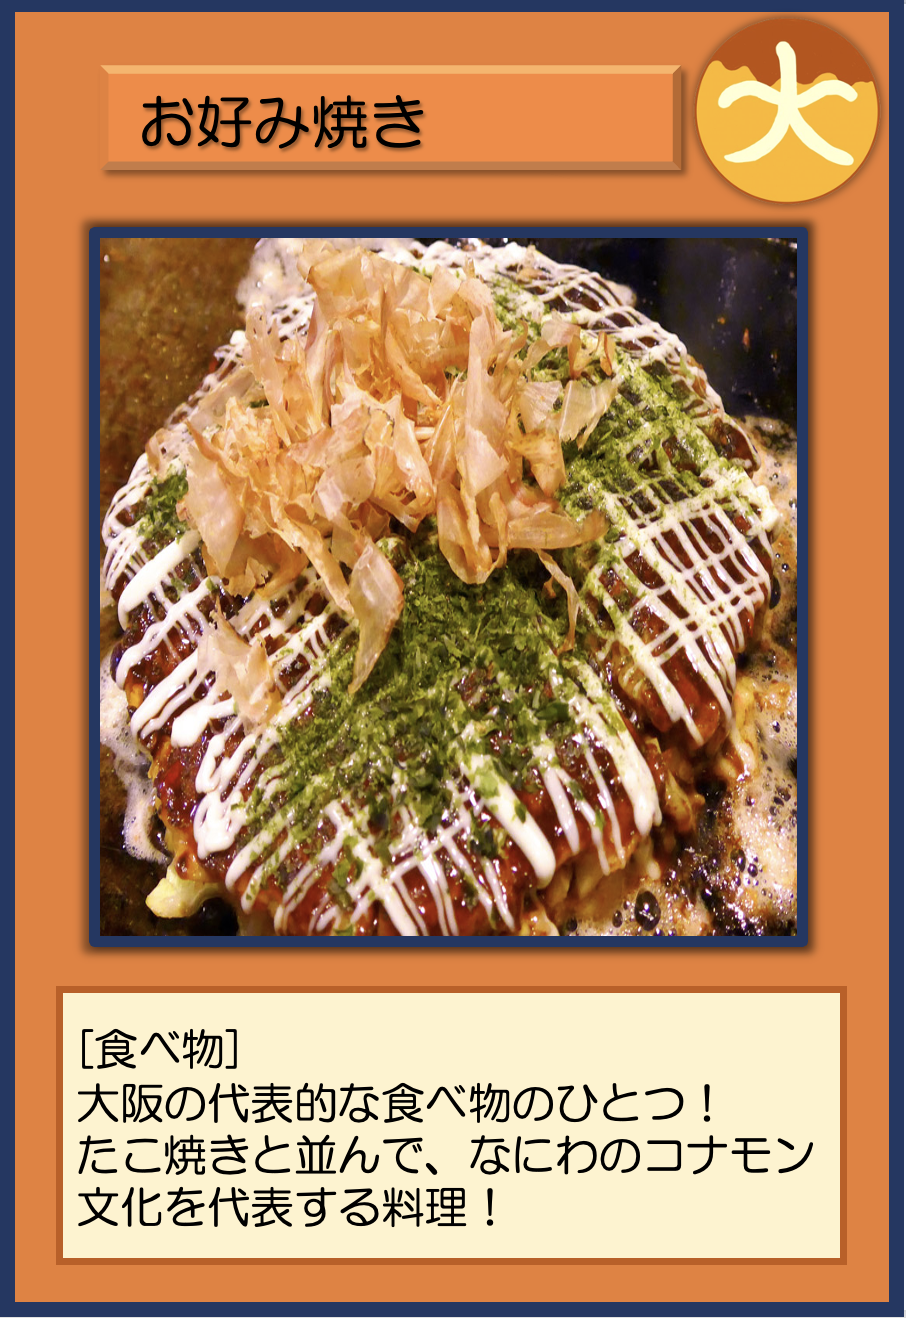 お好み焼き
大
[食べ物]
大阪の代表的な食べ物のひとつ！
たこ焼きと並んで、なにわのコナモン
文化を代表する料理！